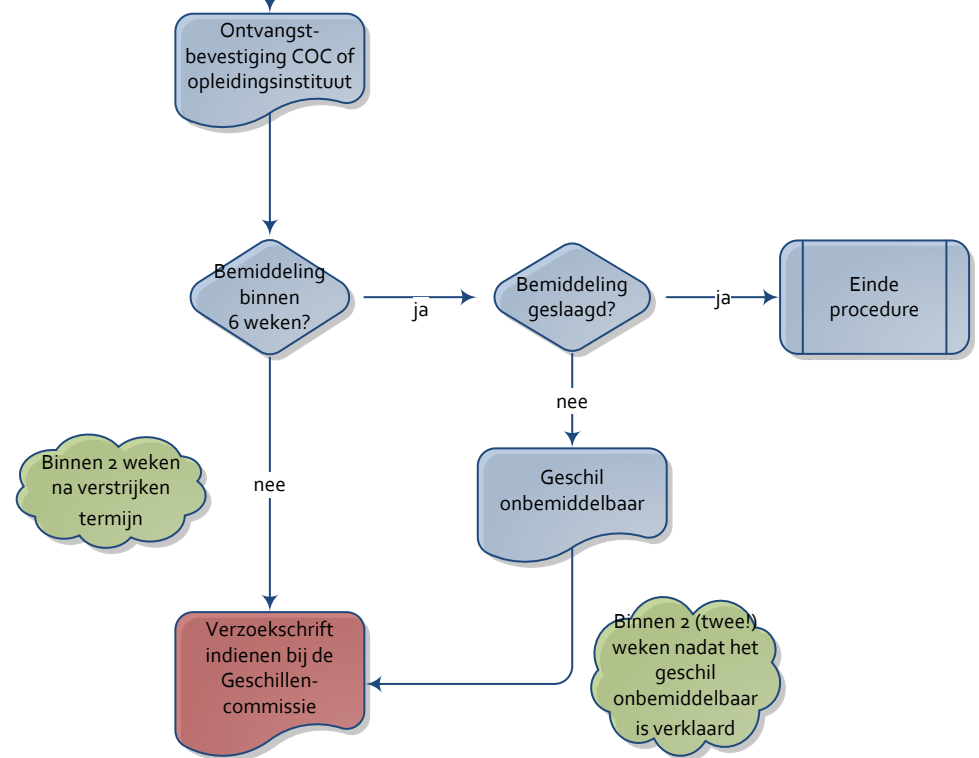 Ontvangst-
bevestiging COC of
opleidingsinstituut
Bemiddeling
binnen
6 weken?
ja
Bemiddeling
geslaagd?
ja
Einde
procedure
nee
Binnen 2 weken
na verstrijken
termijn
nee
Geschil
onbemiddelbaar
Verzoekschrift
indienen bij de
Geschillen-
commissie
Binnen 2 (twee!)
weken nadat het
geschil
onbemiddelbaar
is verklaard